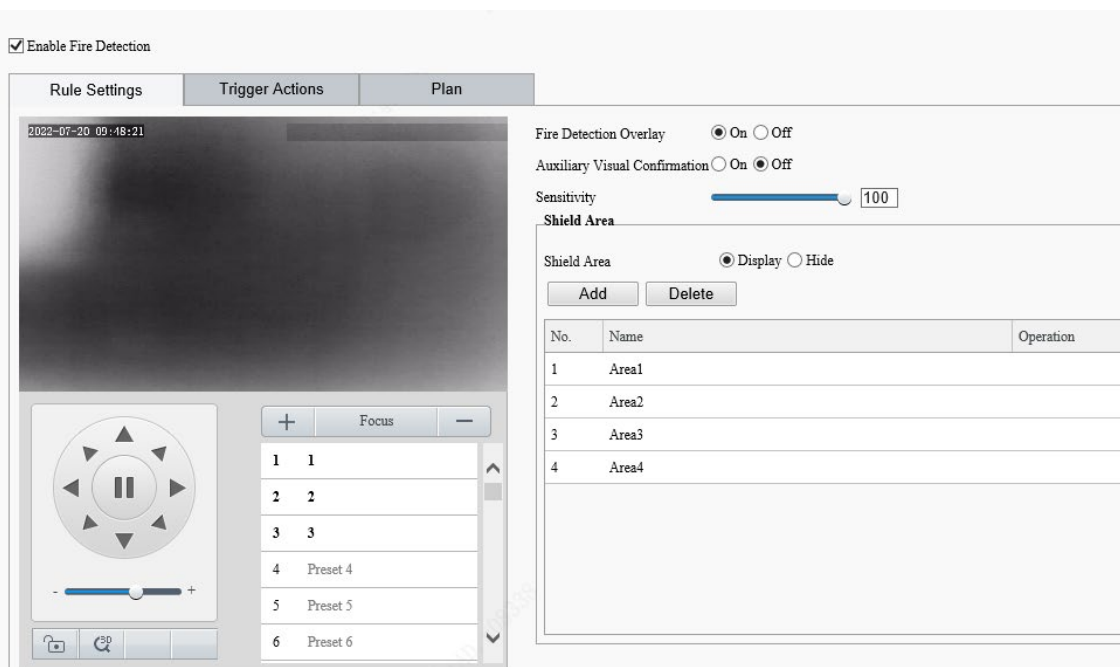 Enable Fire Detection
Rule Settings
Trigger Actions
Plan
2022-07-20 09:48:21
Fire Detection Overlay On Off
Auxiliary Visual Confirmation On Off
Sensitivity 100
Shield Area
Shield Area Display Hide
Add Delete
No. Name Operation
1 Area1
2 Area2
3 Area3
4 Area4
+ Focus −
1 1
2 2
3 3
4 Preset 4
5 Preset 5
6 Preset 6
- +
3D